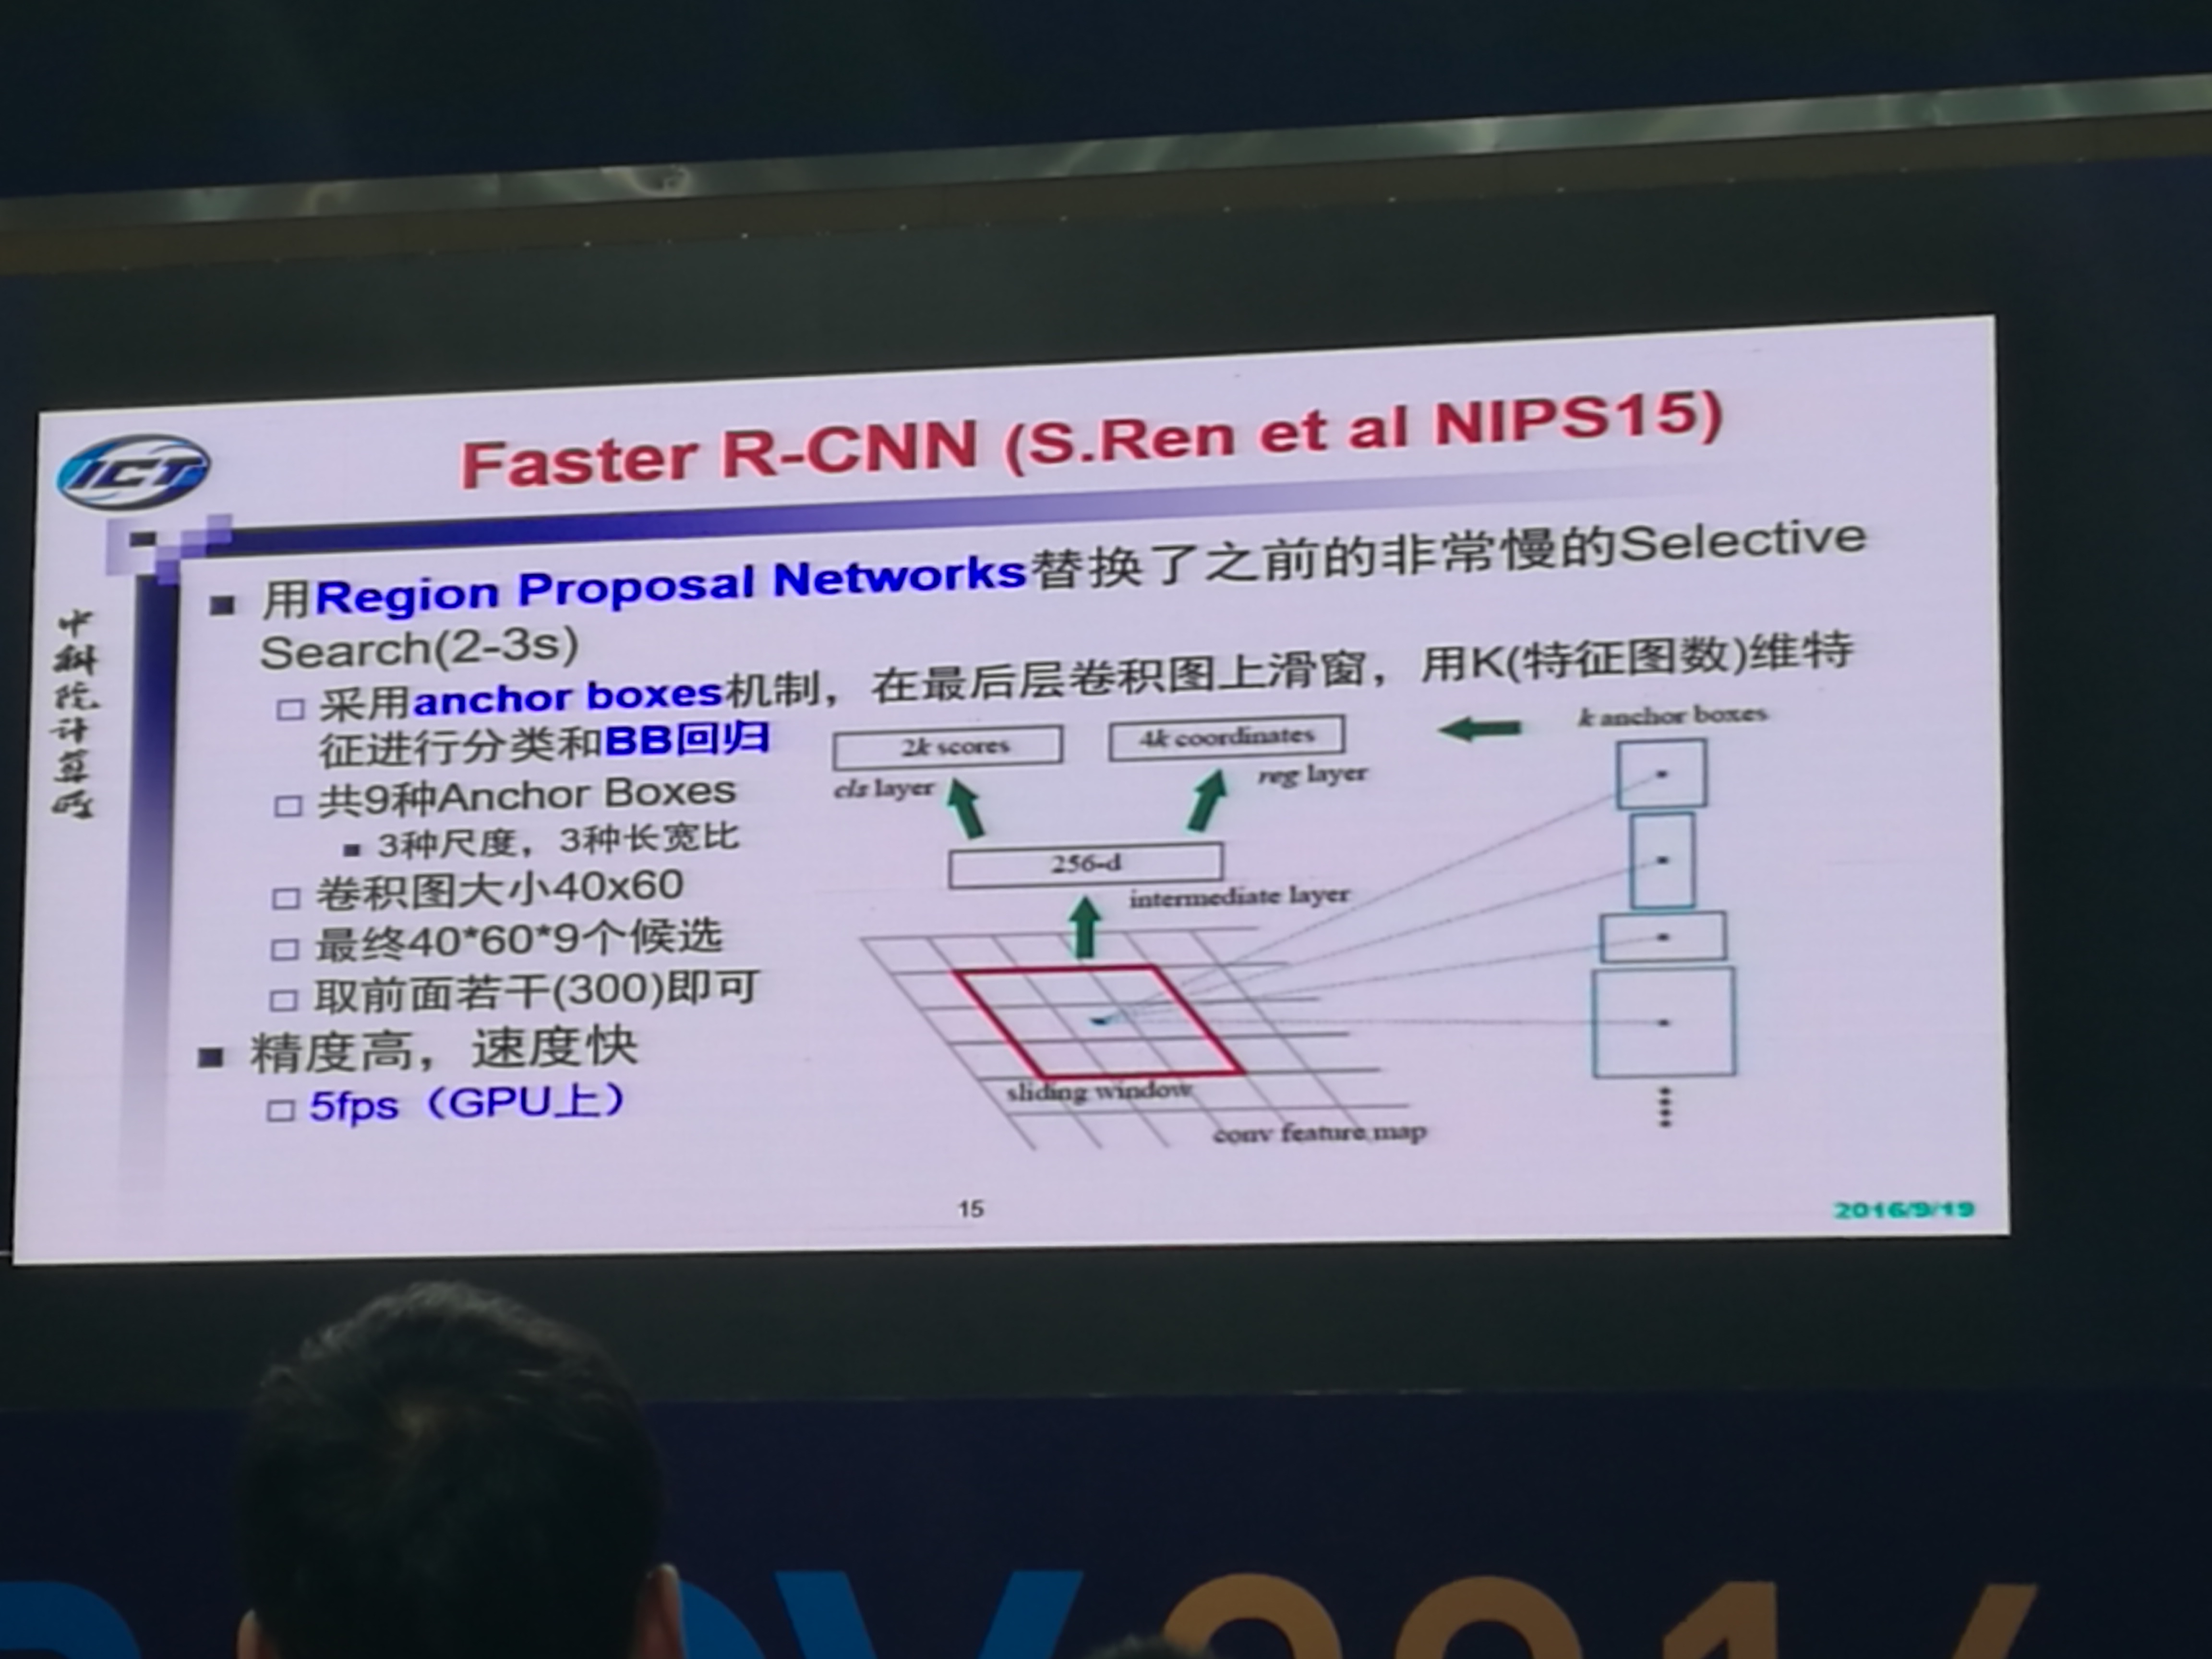 ICT
Faster R-CNN (S.Ren et al NIPS15)
中科院计算所
用Region Proposal Networks替换了之前的非常慢的Selective
Search(2-3s)
采用anchor boxes机制，在最后层卷积图上滑窗，用K(特征图数)维特
征进行分类和BB回归
共9种Anchor Boxes
3种尺度，3种长宽比
卷积图大小40x60
最终40*60*9个候选
取前面若干(300)即可
精度高，速度快
5fps（GPU上）
2k scores
4k coordinates
k anchor boxes
cls layer
reg layer
256-d
intermediate layer
sliding window
conv feature map
15
2016/9/19